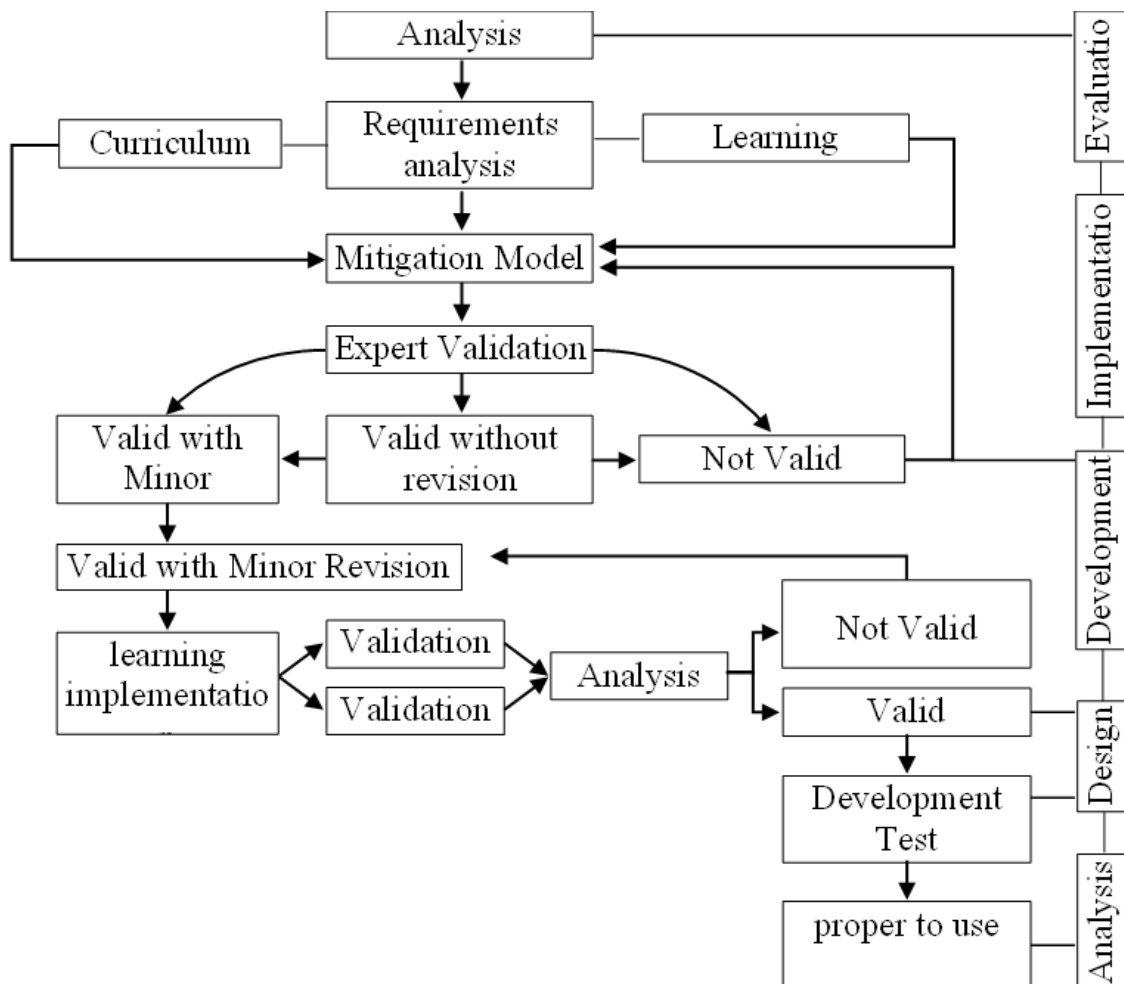 Analysis
Requirements
analysis
Curriculum
Learning
Mitigation Model
Expert Validation
Valid with
Minor
Valid without
revision
Not Valid
Valid with Minor Revision
learning
implementatio
Validation
Validation
Analysis
Not Valid
Valid
Development
Test
proper to use
Evaluatio
Implementatio
Development
Design
Analysis